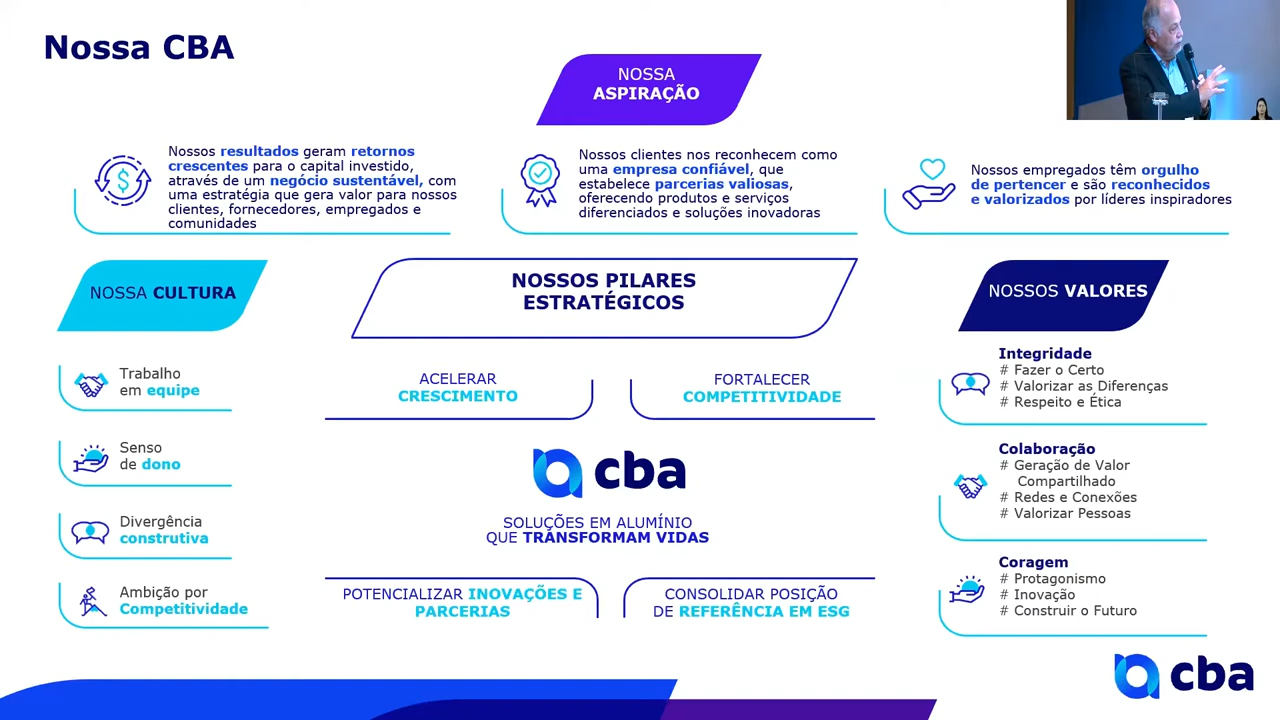 Nossa CBA
NOSSA
ASPIRAÇÃO
Nossos resultados geram retornos
crescentes para o capital investido,
através de um negócio sustentável, com
uma estratégia que gera valor para nossos
clientes, fornecedores, empregados e
comunidades
Nossos clientes nos reconhecem como
uma empresa confiável, que
estabelece parcerias valiosas,
oferecendo produtos e serviços
diferenciados e soluções inovadoras
Nossos empregados têm orgulho
de pertencer e são reconhecidos
e valorizados por líderes inspiradores
NOSSA CULTURA
Trabalho
em equipe
Senso
de dono
Divergência
construtiva
Ambição por
Competitividade
NOSSOS PILARES
ESTRATÉGICOS
ACELERAR
CRESCIMENTO
FORTALECER
COMPETITIVIDADE
cba
SOLUÇÕES EM ALUMÍNIO
QUE TRANSFORMAM VIDAS
POTENCIALIZAR INOVAÇÕES E
PARCERIAS
CONSOLIDAR POSIÇÃO
DE REFERÊNCIA EM ESG
NOSSOS VALORES
Integridade
# Fazer o Certo
# Valorizar as Diferenças
# Respeito e Ética
Colaboração
# Geração de Valor
Compartilhado
# Redes e Conexões
# Valorizar Pessoas
Coragem
# Protagonismo
# Inovação
# Construir o Futuro
cba